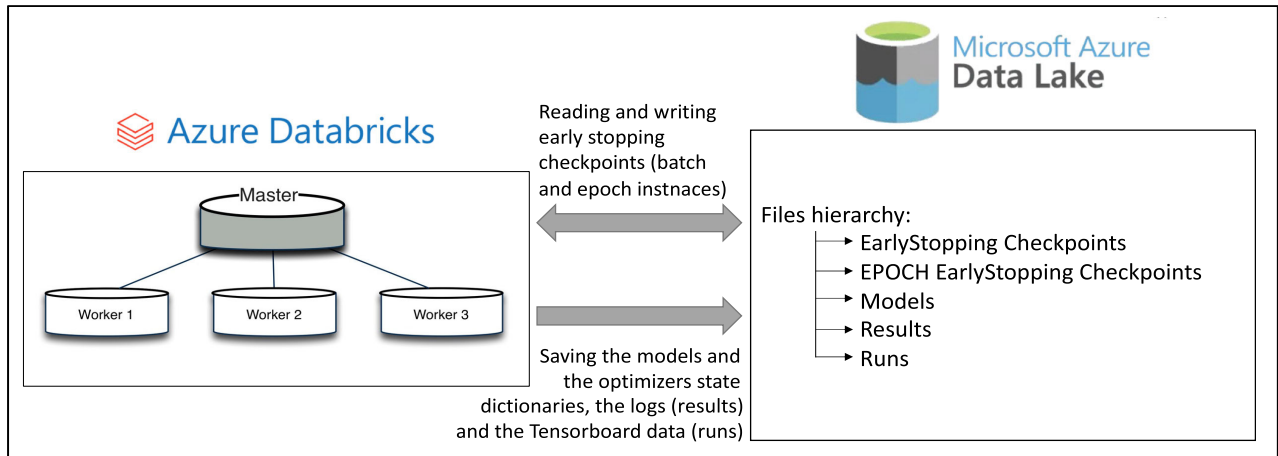 Microsoft Azure
Data Lake
Azure Databricks
Master
Worker 1
Worker 2
Worker 3
Reading and writing
early stopping
checkpoints (batch
and epoch instnaces)
Saving the models and
the optimizers state
dictionaries, the logs (results)
and the Tensorboard data (runs)
Files hierarchy:
EarlyStopping Checkpoints
EPOCH EarlyStopping Checkpoints
Models
Results
Runs